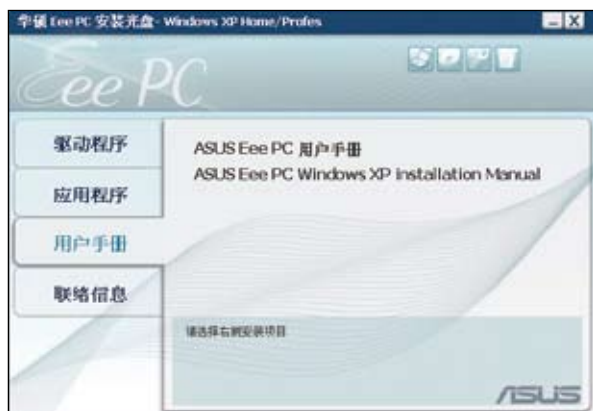 华硕 Eee PC 安装光盘- Windows XP Home/Profes
Eee PC
驱动程序
应用程序
用户手册
联络信息
ASUS Eee PC 用户手册
ASUS Eee PC Windows XP installation Manual
请选择右侧安装项目
ASUS